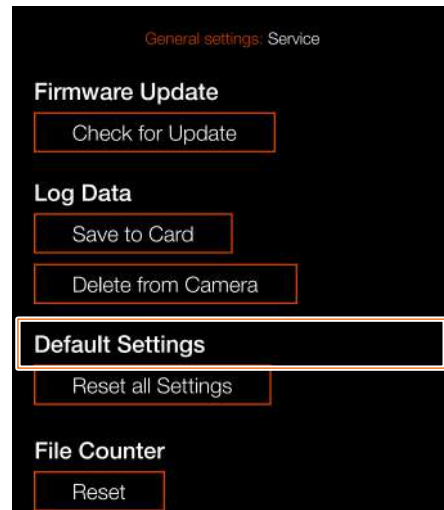 General settings: Service
Firmware Update
Check for Update
Log Data
Save to Card
Delete from Camera
Default Settings
Reset all Settings
File Counter
Reset